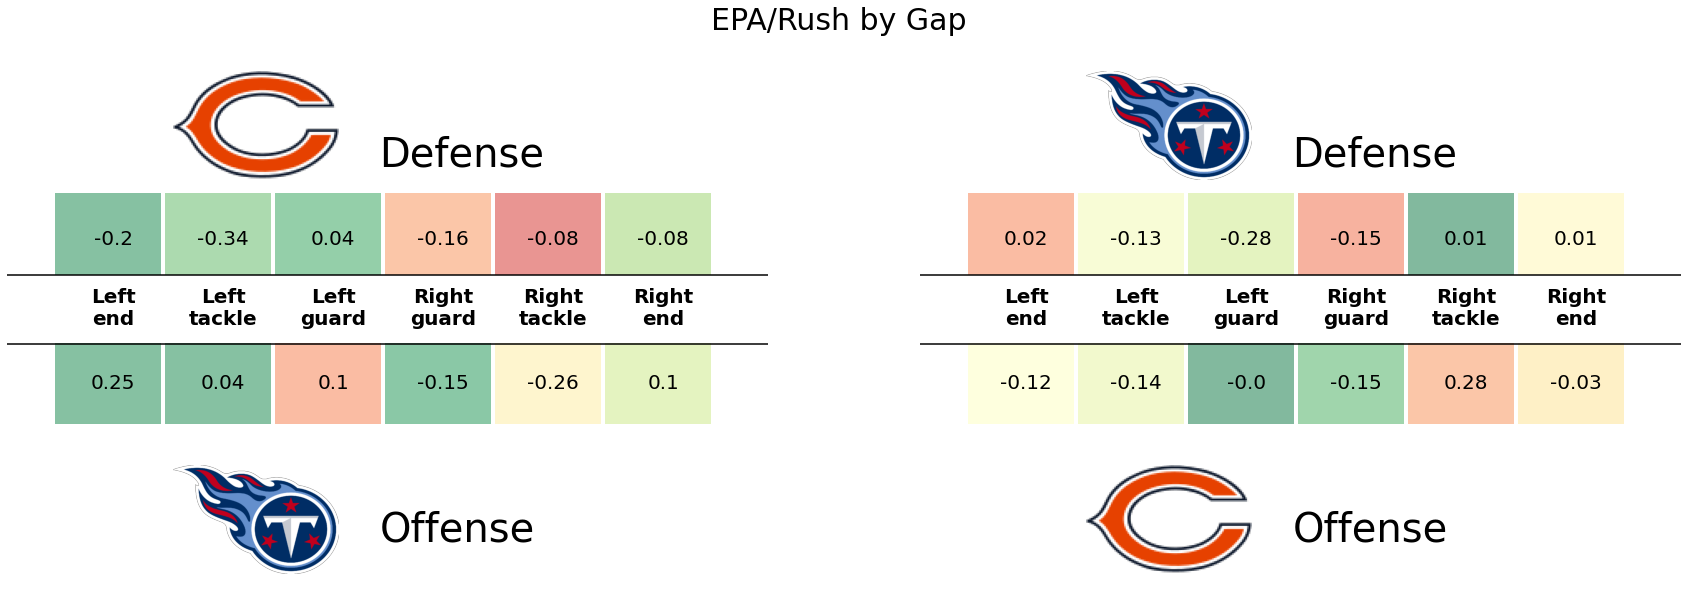 EPA/Rush by Gap
Defense
-0.2 -0.34 0.04 -0.16 -0.08 -0.08
Left end Left tackle Left guard Right guard Right tackle Right end
0.25 0.04 0.1 -0.15 -0.26 0.1
Offense
Defense
0.02 -0.13 -0.28 -0.15 0.01 0.01
Left end Left tackle Left guard Right guard Right tackle Right end
-0.12 -0.14 -0.0 -0.15 0.28 -0.03
Offense